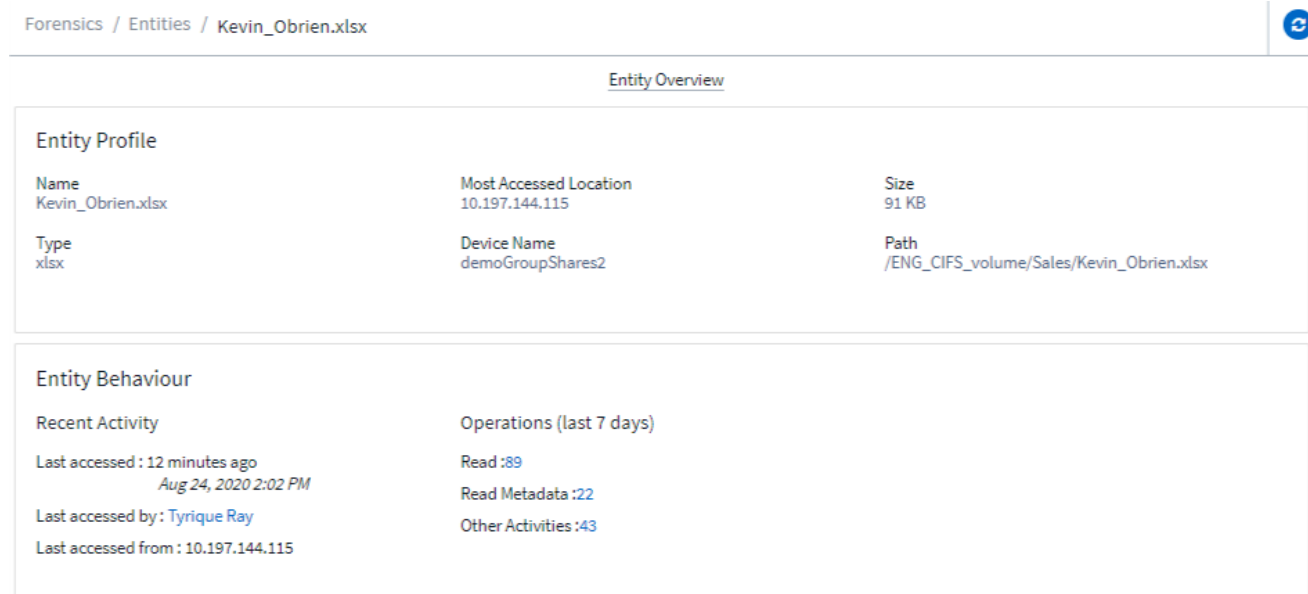 Forensics / Entities / Kevin_Obrien.xlsx
Entity Overview
Entity Profile
Name
Kevin_Obrien.xlsx
Most Accessed Location
10.197.144.115
Size
91 KB
Type
xlsx
Device Name
demoGroupShares2
Path
/ENG_CIFS_volume/Sales/Kevin_Obrien.xlsx
Entity Behaviour
Recent Activity
Last accessed : 12 minutes ago
Aug 24, 2020 2:02 PM
Last accessed by : Tyrique Ray
Last accessed from : 10.197.144.115
Operations (last 7 days)
Read :89
Read Metadata :22
Other Activities :43